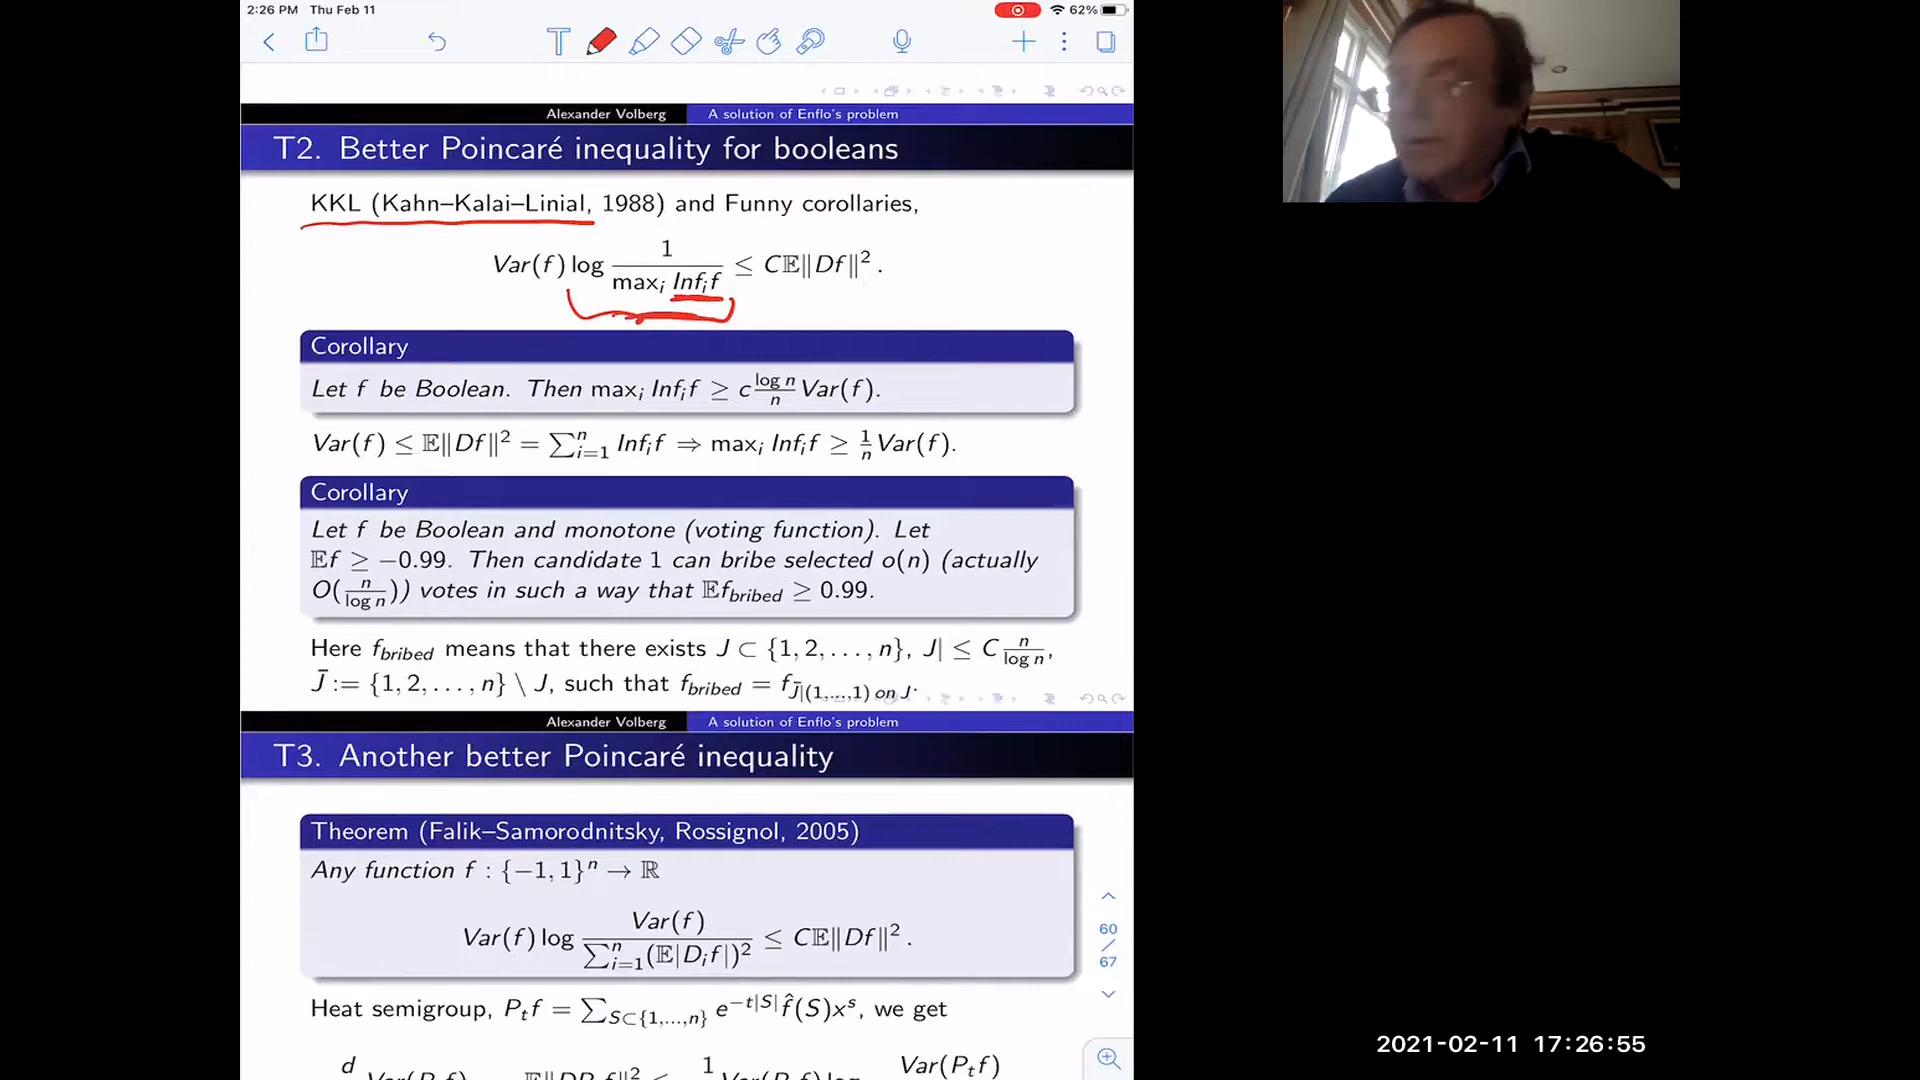 2:26 PM Thu Feb 11
62%
Alexander Volberg A solution of Enflo's problem
T2. Better Poincaré inequality for booleans
KKL (Kahn–Kalai–Linial, 1988) and Funny corollaries,
Var(f) log 1/(max_i Inf_i f) ≤ C𝔼‖Df‖².
Corollary
Let f be Boolean. Then max_i Inf_i f ≥ c (log n)/n Var(f).
Var(f) ≤ 𝔼‖Df‖² = ∑_{i=1}^n Inf_i f ⇒ max_i Inf_i f ≥ 1/n Var(f).
Corollary
Let f be Boolean and monotone (voting function). Let
𝔼f ≥ −0.99. Then candidate 1 can bribe selected o(n) (actually
O(n/(log n))) votes in such a way that 𝔼f_bribed ≥ 0.99.
Here f_bribed means that there exists J ⊂ {1, 2, . . . , n}, J| ≤ C n/(log n),
J̄ := {1, 2, . . . , n} \ J, such that f_bribed = f_{J̄|(1,...,1) on J}.
Alexander Volberg A solution of Enflo's problem
T3. Another better Poincaré inequality
Theorem (Falik–Samorodnitsky, Rossignol, 2005)
Any function f : {−1, 1}ⁿ → ℝ
Var(f) log Var(f)/(∑_{i=1}^n (𝔼|D_i f|)²) ≤ C𝔼‖Df‖².
60
/
67
Heat semigroup, P_t f = ∑_{S⊂{1,...,n}} e^{−t|S|} f̂(S)x^s, we get
2021-02-11 17:26:55